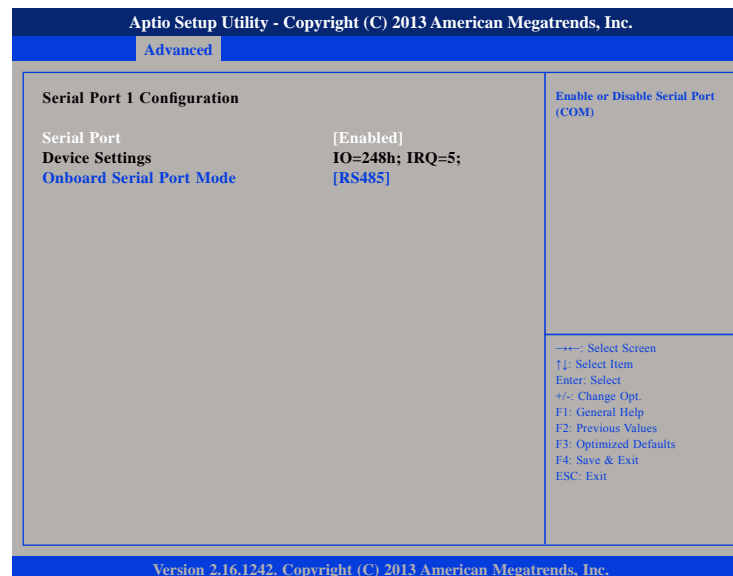 Aptio Setup Utility - Copyright (C) 2013 American Megatrends, Inc.
Advanced
Serial Port 1 Configuration
Serial Port [Enabled]
Device Settings IO=248h; IRQ=5;
Onboard Serial Port Mode [RS485]
Enable or Disable Serial Port
(COM)
→←: Select Screen
↑↓: Select Item
Enter: Select
+/-: Change Opt.
F1: General Help
F2: Previous Values
F3: Optimized Defaults
F4: Save & Exit
ESC: Exit
Version 2.16.1242. Copyright (C) 2013 American Megatrends, Inc.